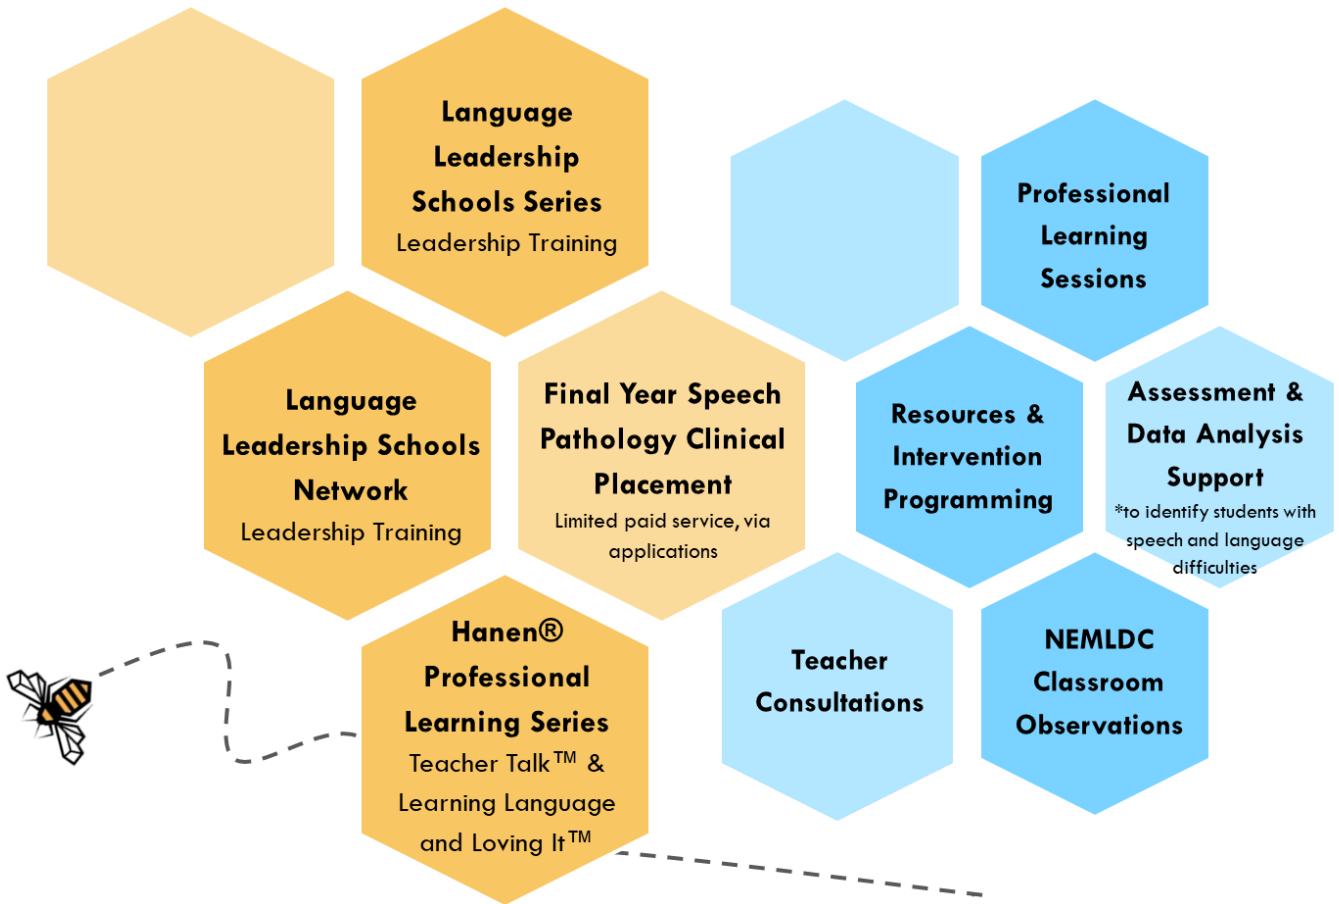 Language
Leadership
Schools Series
Leadership Training
Language
Leadership Schools
Network
Leadership Training
Final Year Speech
Pathology Clinical
Placement
Limited paid service, via
applications
Hanen®
Professional
Learning Series
Teacher Talk™ &
Learning Language
and Loving It™
Professional
Learning
Sessions
Resources &
Intervention
Programming
Assessment &
Data Analysis
Support
*to identify students with
speech and language
difficulties
Teacher
Consultations
NEMLDC
Classroom
Observations